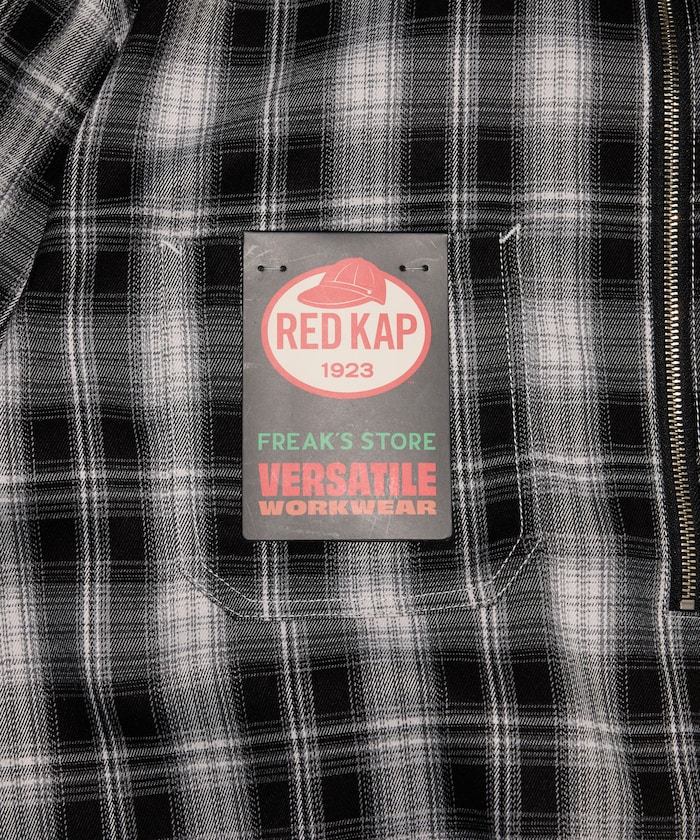 RED KAP
1923
FREAK'S STORE
VERSATILE
WORKWEAR